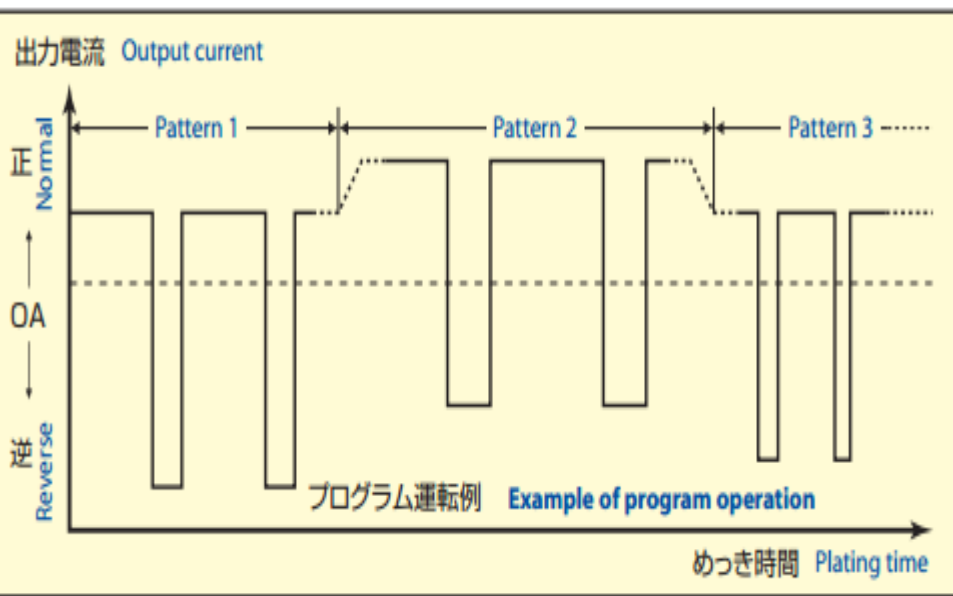 出力電流 Output current
Pattern 1
Pattern 2
Pattern 3
正 Normal
0A
逆 Reverse
プログラム運転例 Example of program operation
めっき時間 Plating time